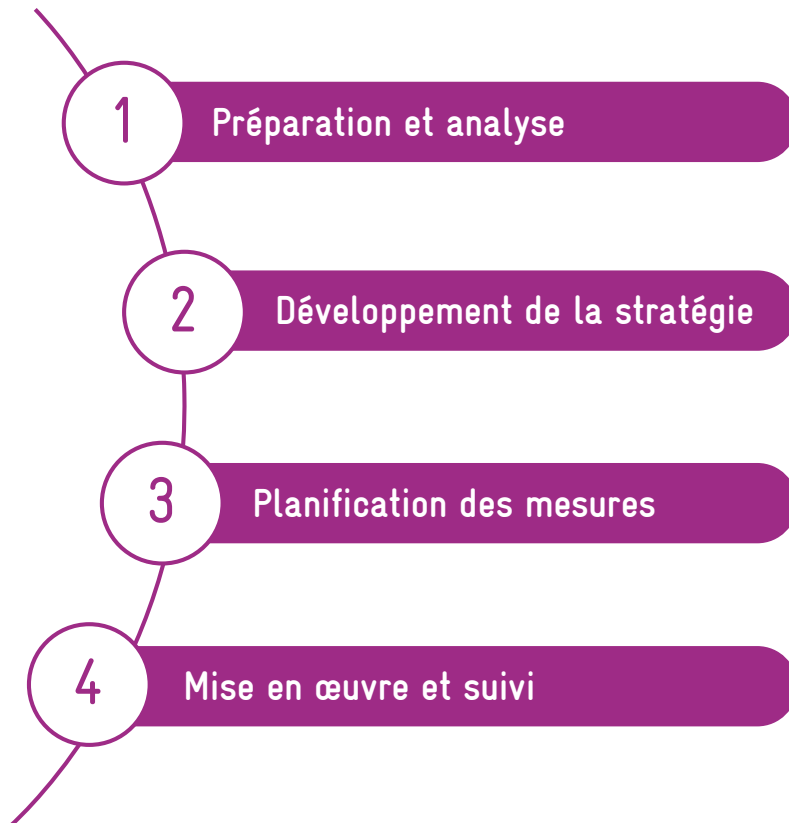 1 Préparation et analyse
2 Développement de la stratégie
3 Planification des mesures
4 Mise en œuvre et suivi